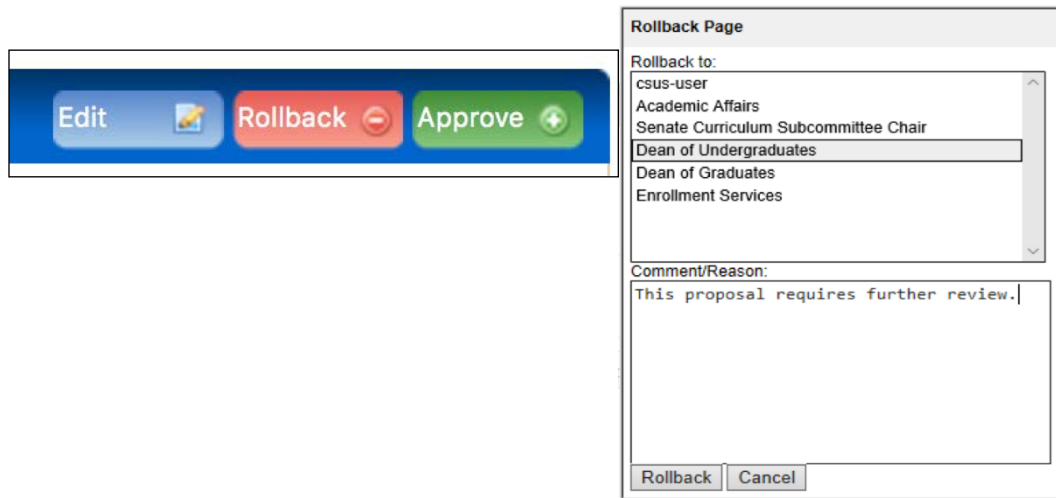 Edit
Rollback
Approve
Rollback Page
Rollback to:
csus-user
Academic Affairs
Senate Curriculum Subcommittee Chair
Dean of Undergraduates
Dean of Graduates
Enrollment Services
Comment/Reason:
This proposal requires further review.
Rollback
Cancel